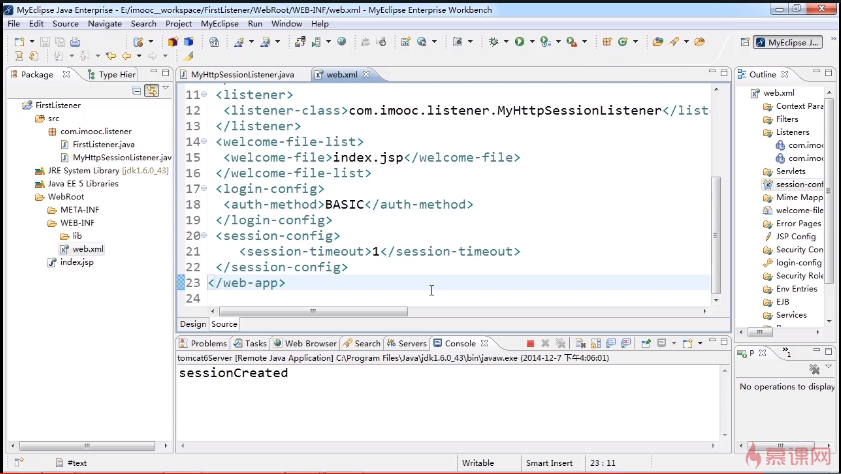 MyEclipse Java Enterprise - E:/imooc__workspace/FirstListener/WebRoot/WEB-INF/web.xml - MyEclipse Enterprise Workbench
File Edit Source Navigate Search Project MyEclipse Run Window Help
MyEclipse J...
Package
Type Hier
MyHttpSessionListener.java
web.xml
Outline
FirstListener
src
com.imooc.listener
FirstListener.java
MyHttpSessionListener.jav
JRE System Library [jdk1.6.0_43]
Java EE 5 Libraries
WebRoot
META-INF
WEB-INF
lib
web.xml
index.jsp
11 <listener>
12 <listener-class>com.imooc.listener.MyHttpSessionListener</liste
13 </listener>
14 <welcome-file-list>
15 <welcome-file>index.jsp</welcome-file>
16 </welcome-file-list>
17 <login-config>
18 <auth-method>BASIC</auth-method>
19 </login-config>
20 <session-config>
21 <session-timeout>1</session-timeout>
22 </session-config>
23 </web-app>
24
Design Source
web.xml
Context Para
Filters
Listeners
com.imoc
com.imoc
Servlets
session-conf
Mime Mapp
welcome-file
Error Pages
JSP Config
Security Con
login-config
Security Role
Env Entries
EJB
Services
Problems Tasks Web Browser Search Servers Console
tomcat6Server [Remote Java Application] C:\Program Files\Java\jdk1.6.0_43\bin\javaw.exe (2014-12-7 下午4:06:01)
sessionCreated
P
1
No operations to display
#text
Writable
Smart Insert
23 : 11
慕课网